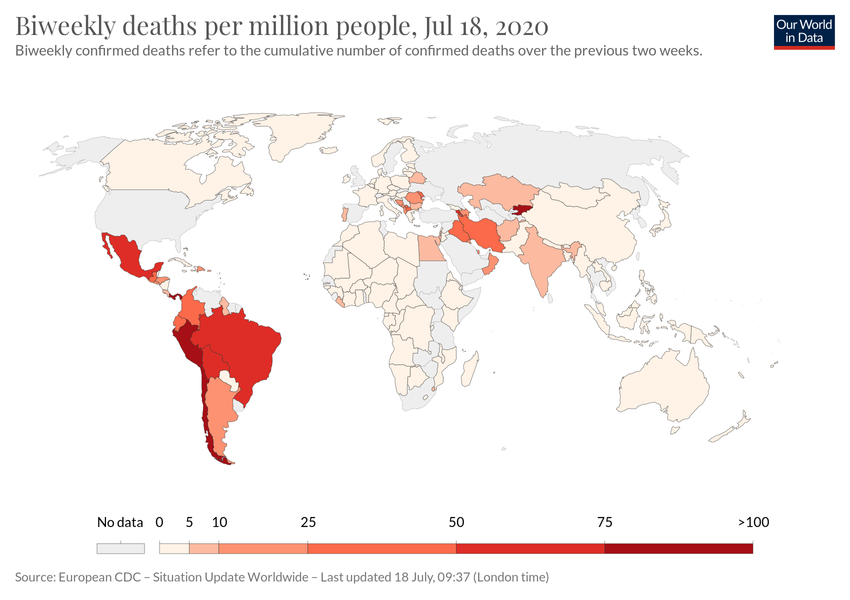 Biweekly deaths per million people, Jul 18, 2020
Biweekly confirmed deaths refer to the cumulative number of confirmed deaths over the previous two weeks.
Our World
in Data
No data 0 5 10 25 50 75 >100
Source: European CDC – Situation Update Worldwide – Last updated 18 July, 09:37 (London time)